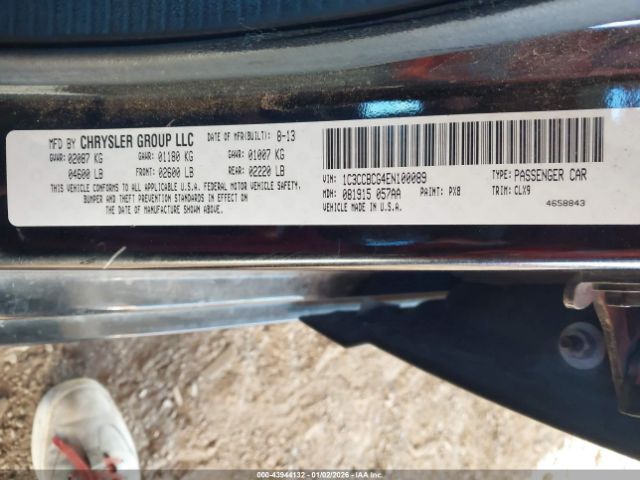 MFD BY CHRYSLER GROUP LLC DATE OF MFR(BUILT): 8-13
GVWR: 02087 KG GAWR: 01180 KG GAWR: 01007 KG
04600 LB FRONT: 02600 LB REAR: 02220 LB
THIS VEHICLE CONFORMS TO ALL APPLICABLE U.S.A. FEDERAL MOTOR VEHICLE SAFETY,
BUMPER AND THEFT PREVENTION STANDARDS IN EFFECT ON THE
DATE OF MANUFACTURE SHOWN ABOVE.
VIN: 1C3CCBCG4EN100089 TYPE: PASSENGER CAR
MDH: 081915 057AA PAINT: PX8 TRIM: CLX9
VEHICLE MADE IN U.S.A. 4658843
000-43944132 - 01/02/2026 - IAAI.COM